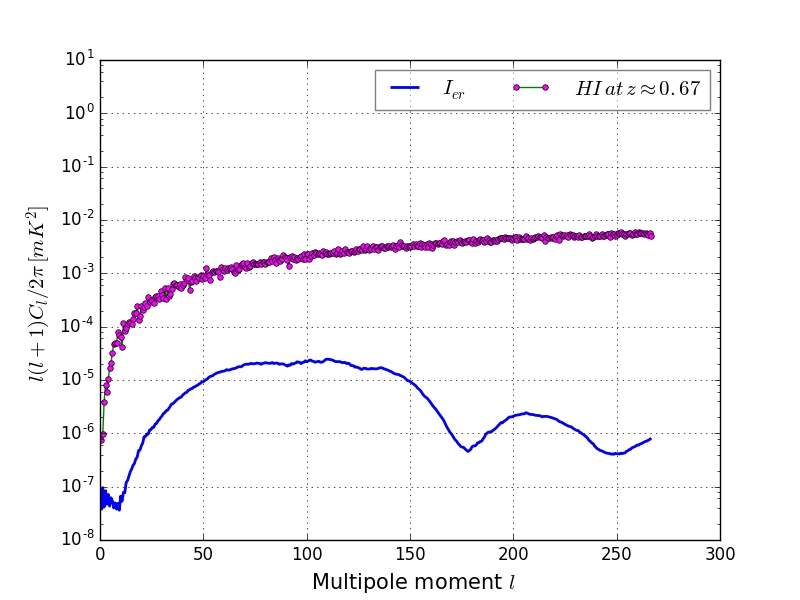 I_{cr} HI at z ≈ 0.67
l(l+1)C_l/2π [mK^2]
10^1
10^0
10^{-1}
10^{-2}
10^{-3}
10^{-4}
10^{-5}
10^{-6}
10^{-7}
10^{-8}
0 50 100 150 200 250 300
Multipole moment l